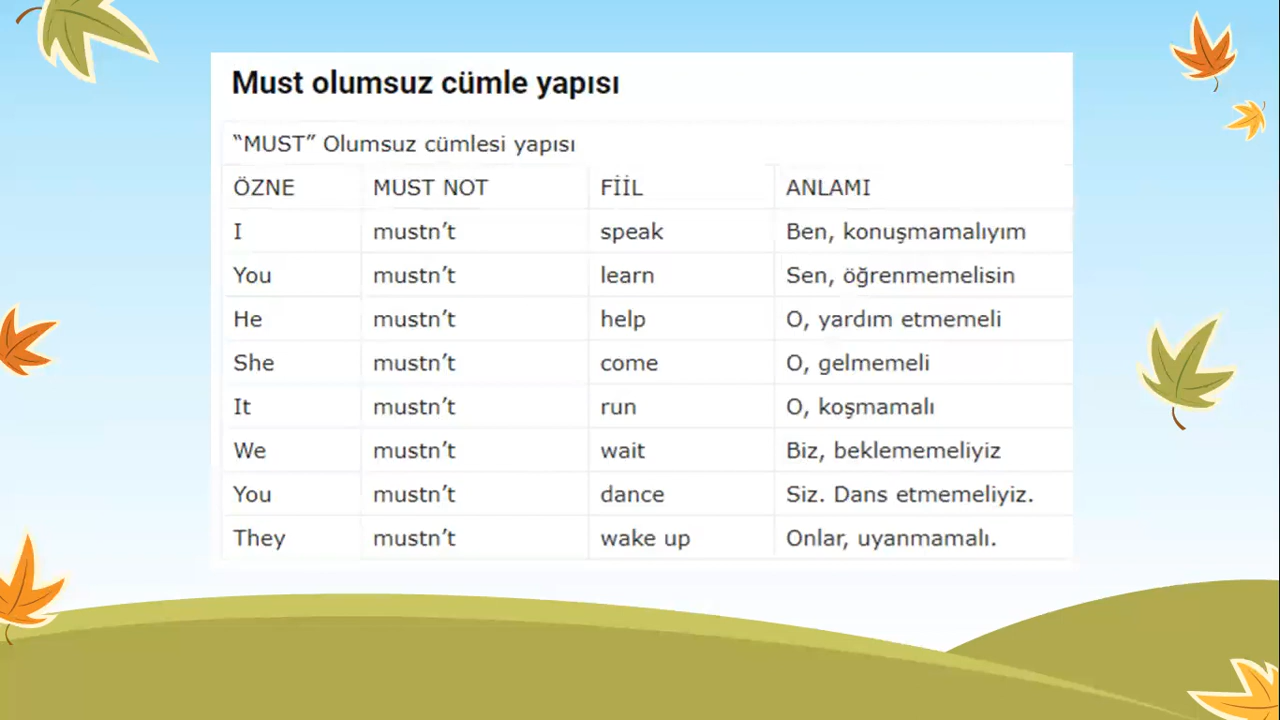 Must olumsuz cümle yapısı
“MUST” Olumsuz cümlesi yapısı
ÖZNE MUST NOT FİİL ANLAMI
I mustn’t speak Ben, konuşmamalıyım
You mustn’t learn Sen, öğrenmemelisin
He mustn’t help O, yardım etmemeli
She mustn’t come O, gelmemeli
It mustn’t run O, koşmamalı
We mustn’t wait Biz, beklememeliyiz
You mustn’t dance Siz. Dans etmemeliyiz.
They mustn’t wake up Onlar, uyanmamalı.